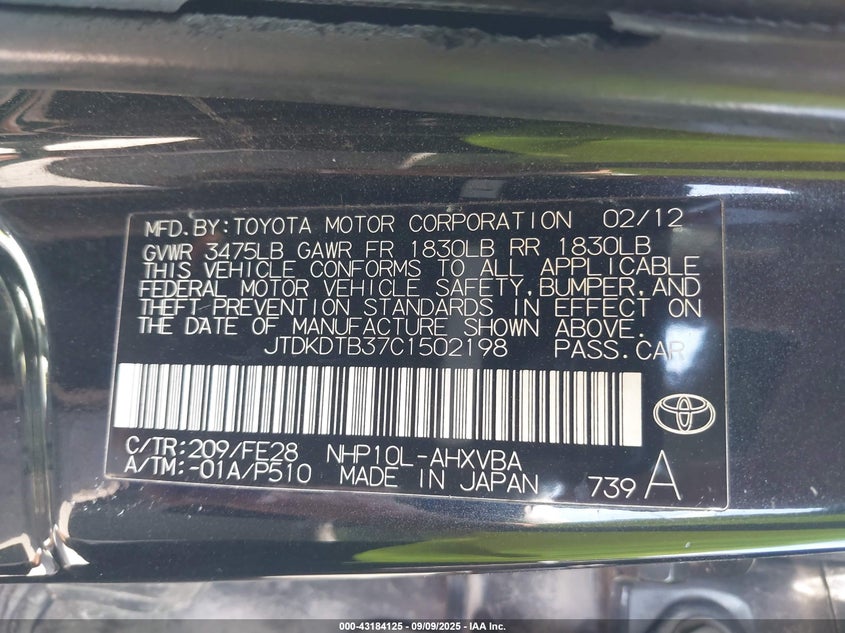 MFD.BY:TOYOTA MOTOR CORPORATION 02/12
GVWR 3475LB GAWR FR 1830LB RR 1830LB
THIS VEHICLE CONFORMS TO ALL APPLICABLE
FEDERAL MOTOR VEHICLE SAFETY,BUMPER,AND
THEFT PREVENTION STANDARDS IN EFFECT ON
THE DATE OF MANUFACTURE SHOWN ABOVE.
JTDKDTB37C1502198 PASS.CAR
C/TR:209/FE28 NHP10L-AHXVBA
A/TM:-01A/P510 MADE IN JAPAN 739 A
000-43184125 - 09/09/2025 - IAA Inc.